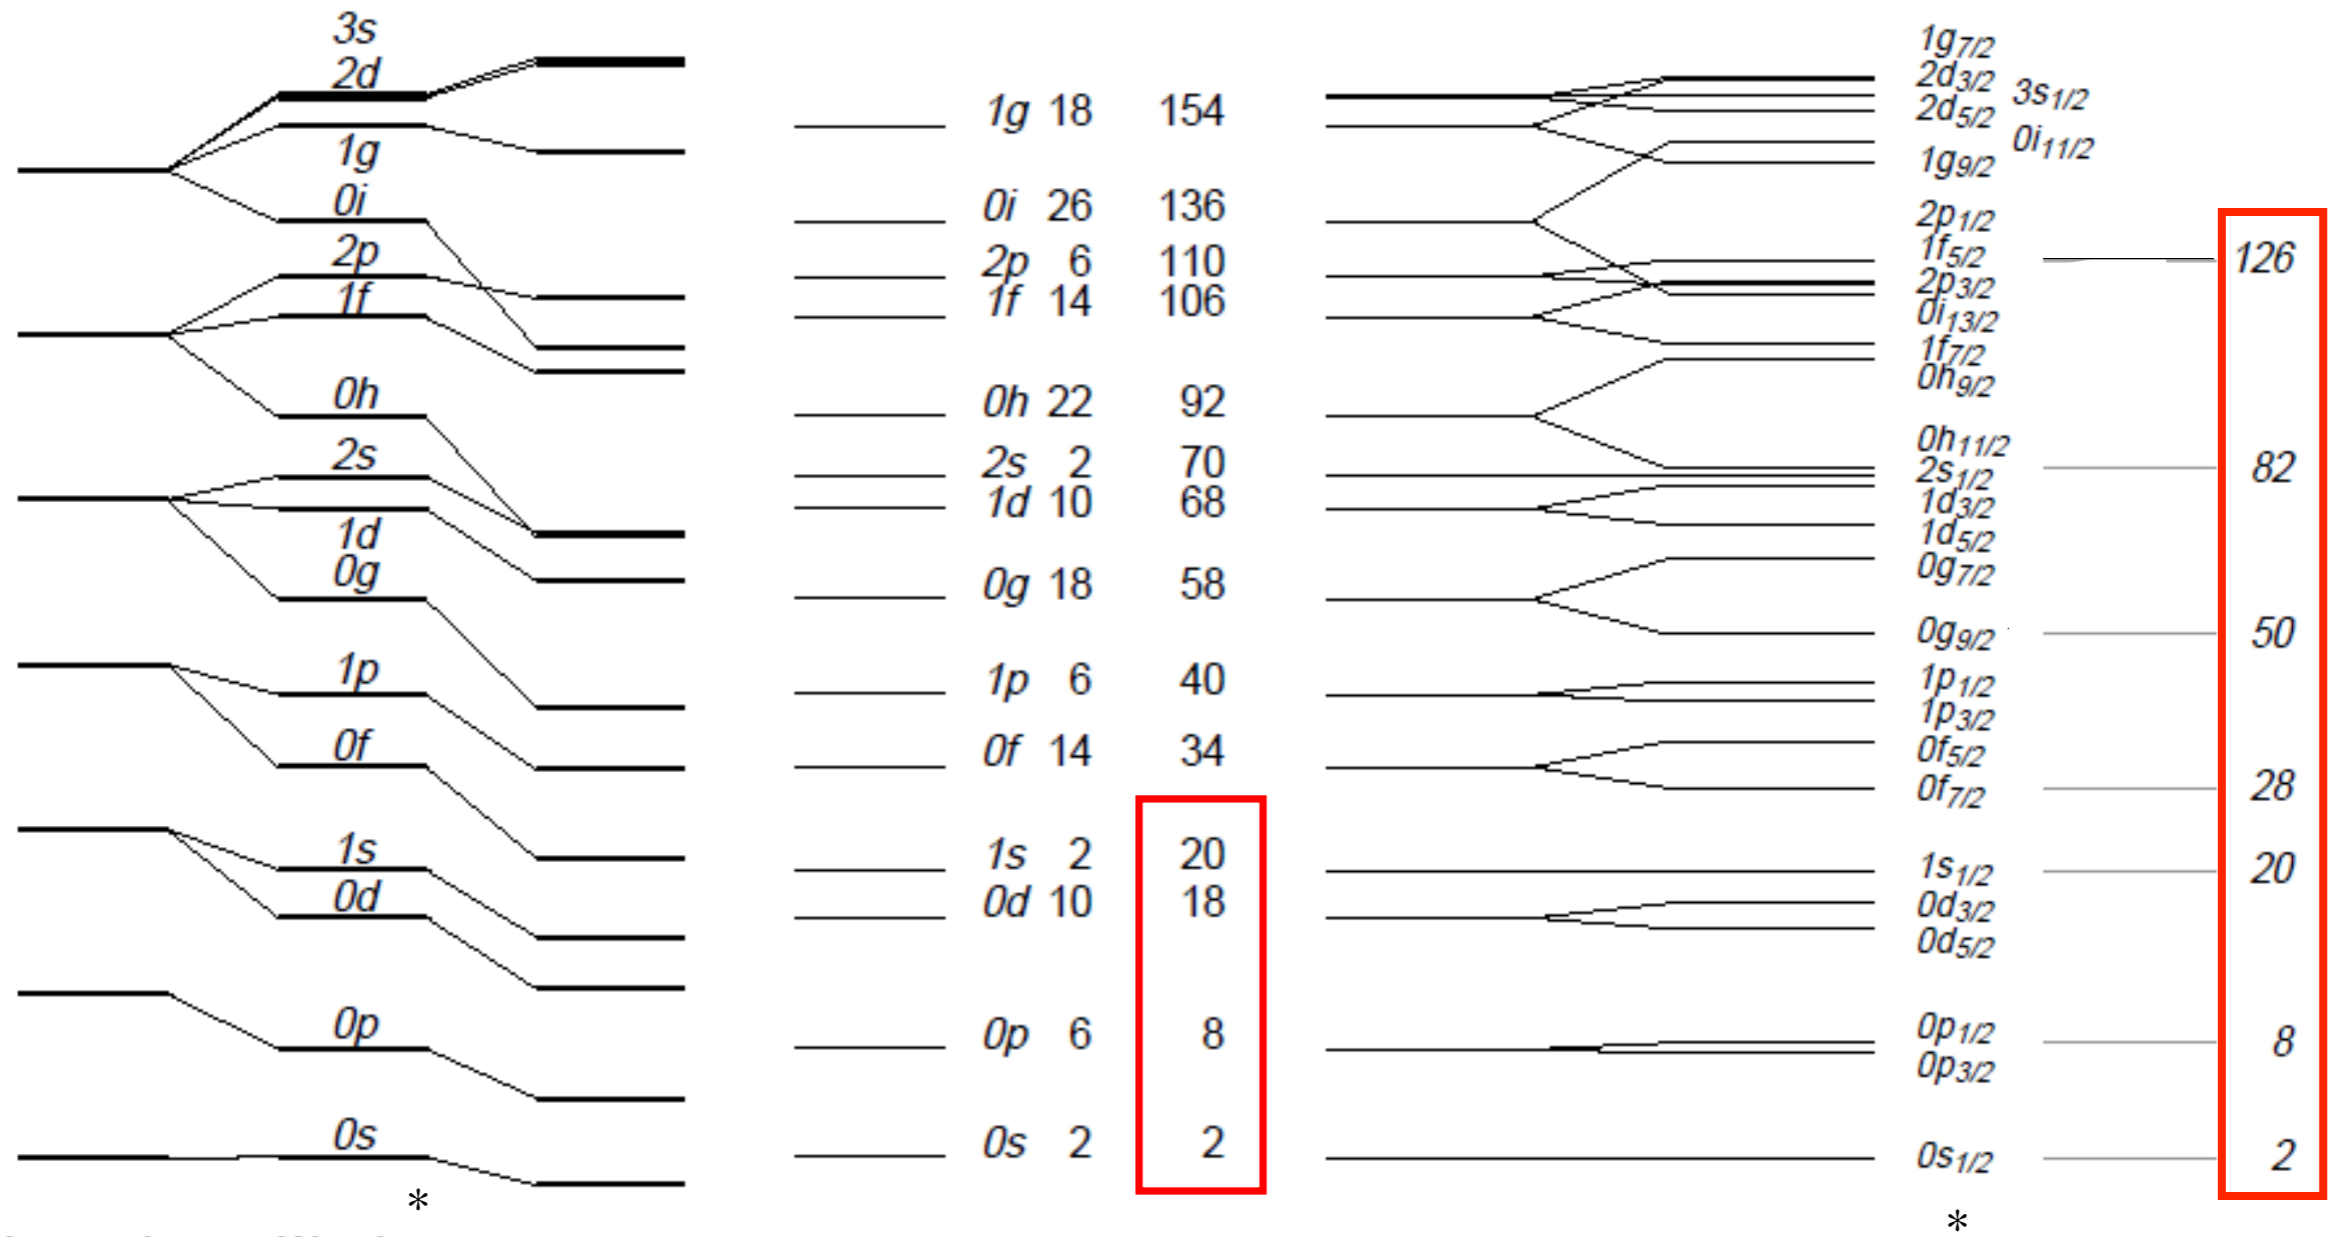 3s
2d
1g
0i
2p
1f
0h
2s
1d
0g
1p
0f
1s
0d
0p
0s
*
1g 18 154
0i 26 136
2p 6 110
1f 14 106
0h 22 92
2s 2 70
1d 10 68
0g 18 58
1p 6 40
0f 14 34
1s 2 20
0d 10 18
0p 6 8
0s 2 2
1g7/2
2d3/2 3s1/2
2d5/2
0i11/2
1g9/2
2p1/2
1f5/2 126
2p3/2
0i13/2
1f7/2
0h9/2
0h11/2 82
2s1/2
1d3/2
1d5/2
0g7/2
0g9/2 50
1p1/2
1p3/2
0f5/2
0f7/2 28
1s1/2 20
0d3/2
0d5/2
0p1/2 8
0p3/2
0s1/2 2
*